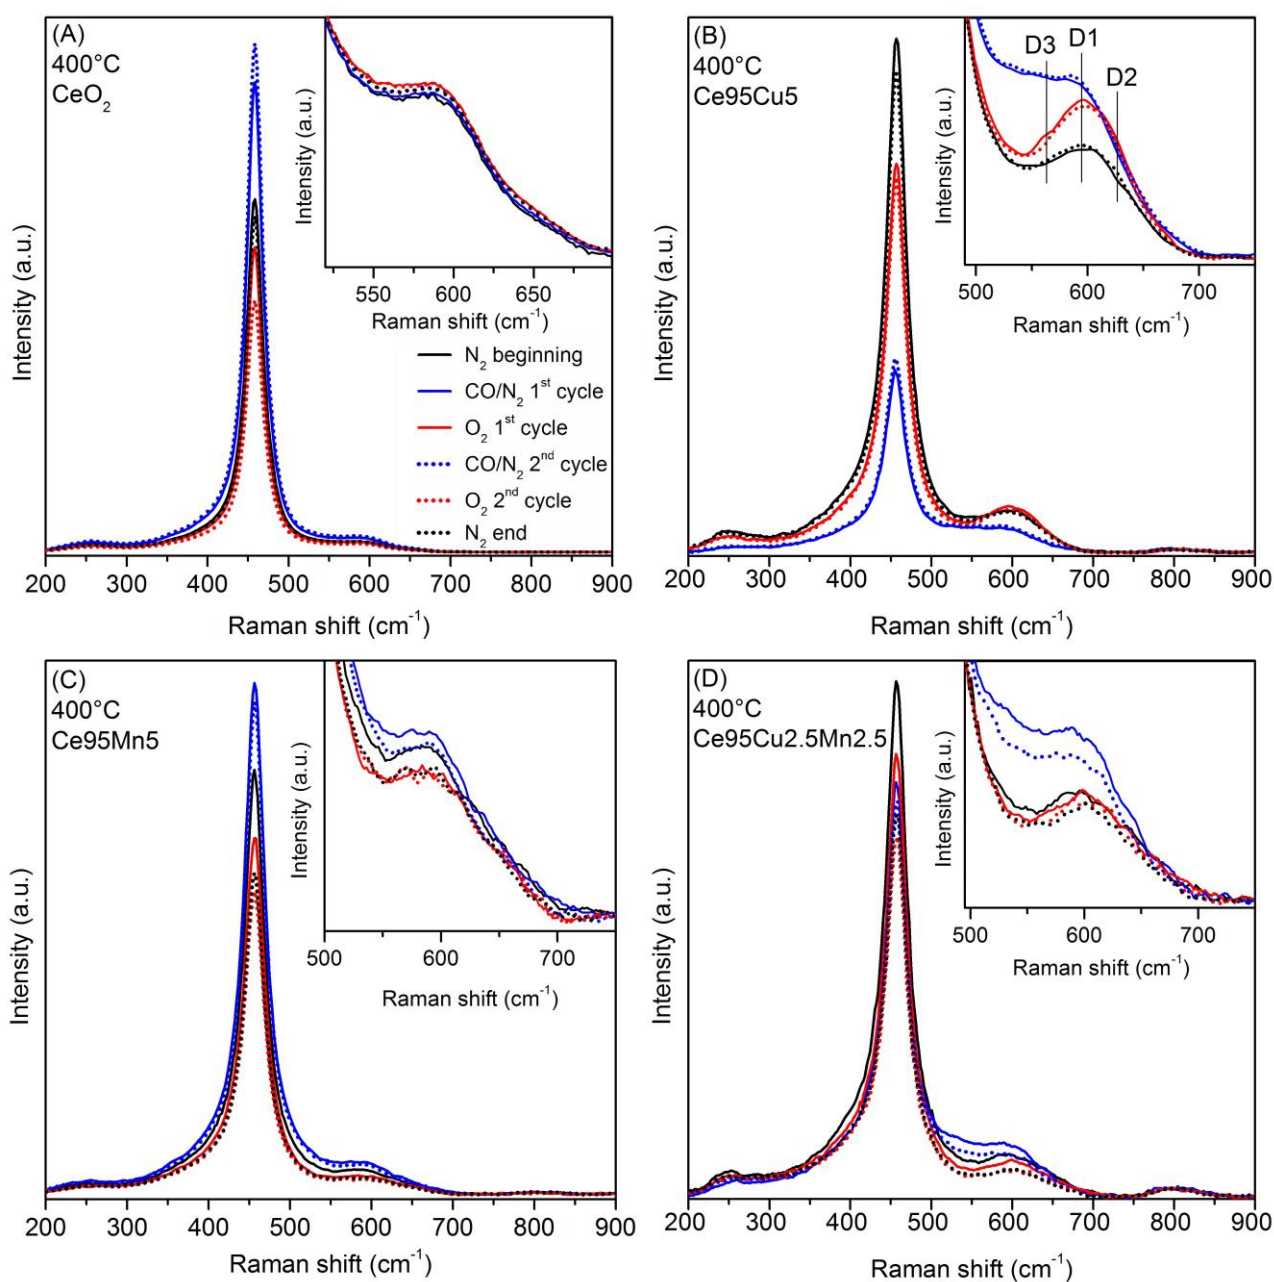 (A)
400°C
CeO2
Intensity (a.u.)
Intensity (a.u.)
550 600 650
Raman shift (cm-1)
N2 beginning
CO/N2 1st cycle
O2 1st cycle
CO/N2 2nd cycle
O2 2nd cycle
N2 end
200 300 400 500 600 700 800 900
Raman shift (cm-1)
(B)
400°C
Ce95Cu5
Intensity (a.u.)
Intensity (a.u.)
D3 D1 D2
500 600 700
Raman shift (cm-1)
200 300 400 500 600 700 800 900
Raman shift (cm-1)
(C)
400°C
Ce95Mn5
Intensity (a.u.)
Intensity (a.u.)
500 600 700
Raman shift (cm-1)
200 300 400 500 600 700 800 900
Raman shift (cm-1)
(D)
400°C
Ce95Cu2.5Mn2.5
Intensity (a.u.)
Intensity (a.u.)
500 600 700
Raman shift (cm-1)
200 300 400 500 600 700 800 900
Raman shift (cm-1)